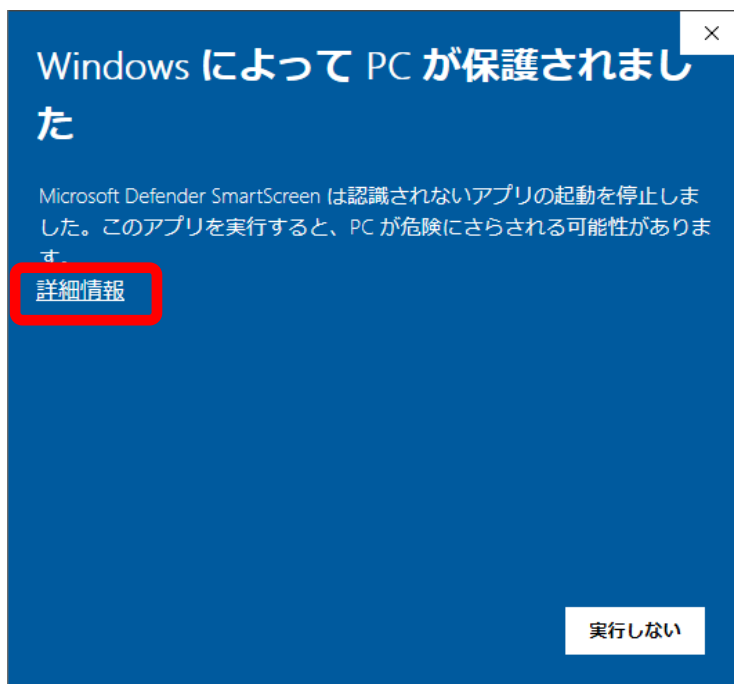 Windows によって PC が保護されまし
た
Microsoft Defender SmartScreen は認識されないアプリの起動を停止しま
した。このアプリを実行すると、PC が危険にさらされる可能性がありま
す。
詳細情報
実行しない